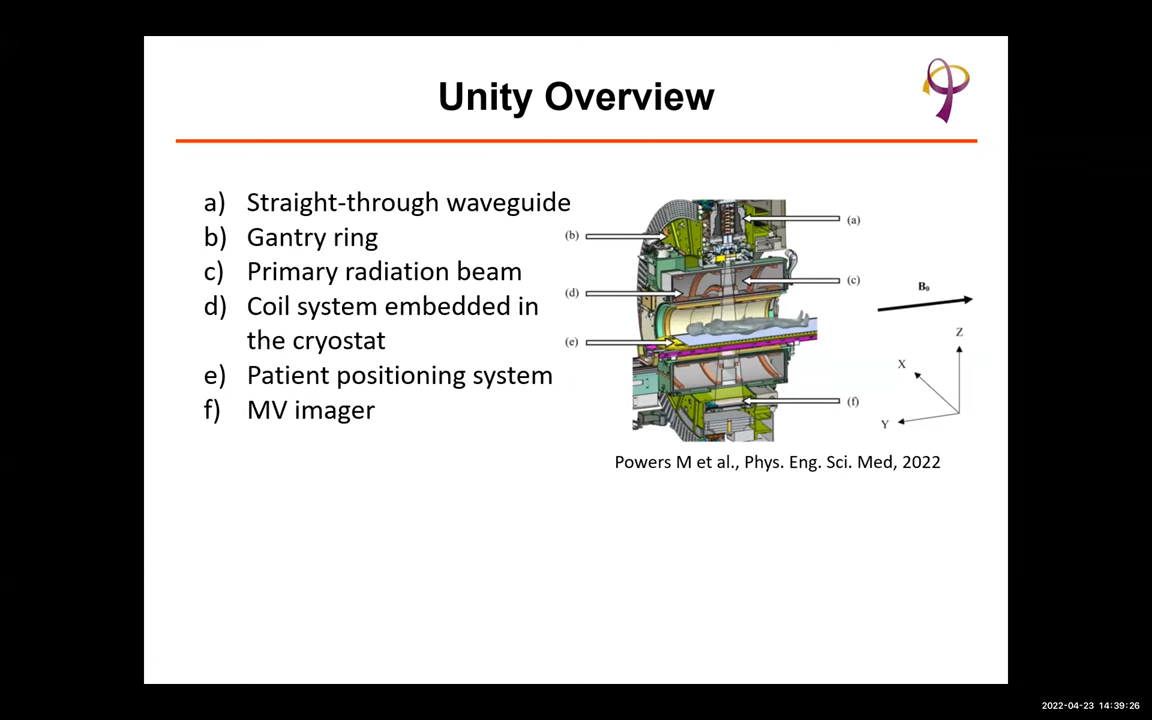 Unity Overview
a) Straight-through waveguide
b) Gantry ring
c) Primary radiation beam
d) Coil system embedded in
the cryostat
e) Patient positioning system
f) MV imager
(a)
(b)
(c)
(d)
(e)
(f)
B₀
Z
X
Y
Powers M et al., Phys. Eng. Sci. Med, 2022
2022-04-23 14:39:26